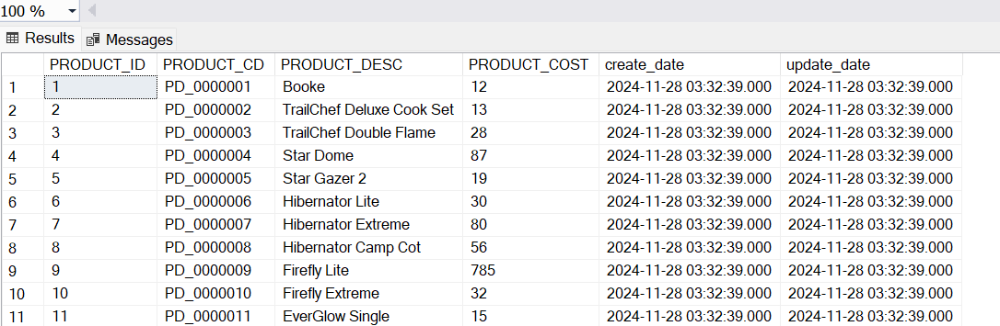 100 %
Results Messages
PRODUCT_ID PRODUCT_CD PRODUCT_DESC PRODUCT_COST create_date update_date
1 1 PD_0000001 Booke 12 2024-11-28 03:32:39.000 2024-11-28 03:32:39.000
2 2 PD_0000002 TrailChef Deluxe Cook Set 13 2024-11-28 03:32:39.000 2024-11-28 03:32:39.000
3 3 PD_0000003 TrailChef Double Flame 28 2024-11-28 03:32:39.000 2024-11-28 03:32:39.000
4 4 PD_0000004 Star Dome 87 2024-11-28 03:32:39.000 2024-11-28 03:32:39.000
5 5 PD_0000005 Star Gazer 2 19 2024-11-28 03:32:39.000 2024-11-28 03:32:39.000
6 6 PD_0000006 Hibernator Lite 30 2024-11-28 03:32:39.000 2024-11-28 03:32:39.000
7 7 PD_0000007 Hibernator Extreme 80 2024-11-28 03:32:39.000 2024-11-28 03:32:39.000
8 8 PD_0000008 Hibernator Camp Cot 56 2024-11-28 03:32:39.000 2024-11-28 03:32:39.000
9 9 PD_0000009 Firefly Lite 785 2024-11-28 03:32:39.000 2024-11-28 03:32:39.000
10 10 PD_0000010 Firefly Extreme 32 2024-11-28 03:32:39.000 2024-11-28 03:32:39.000
11 11 PD_0000011 EverGlow Single 15 2024-11-28 03:32:39.000 2024-11-28 03:32:39.000